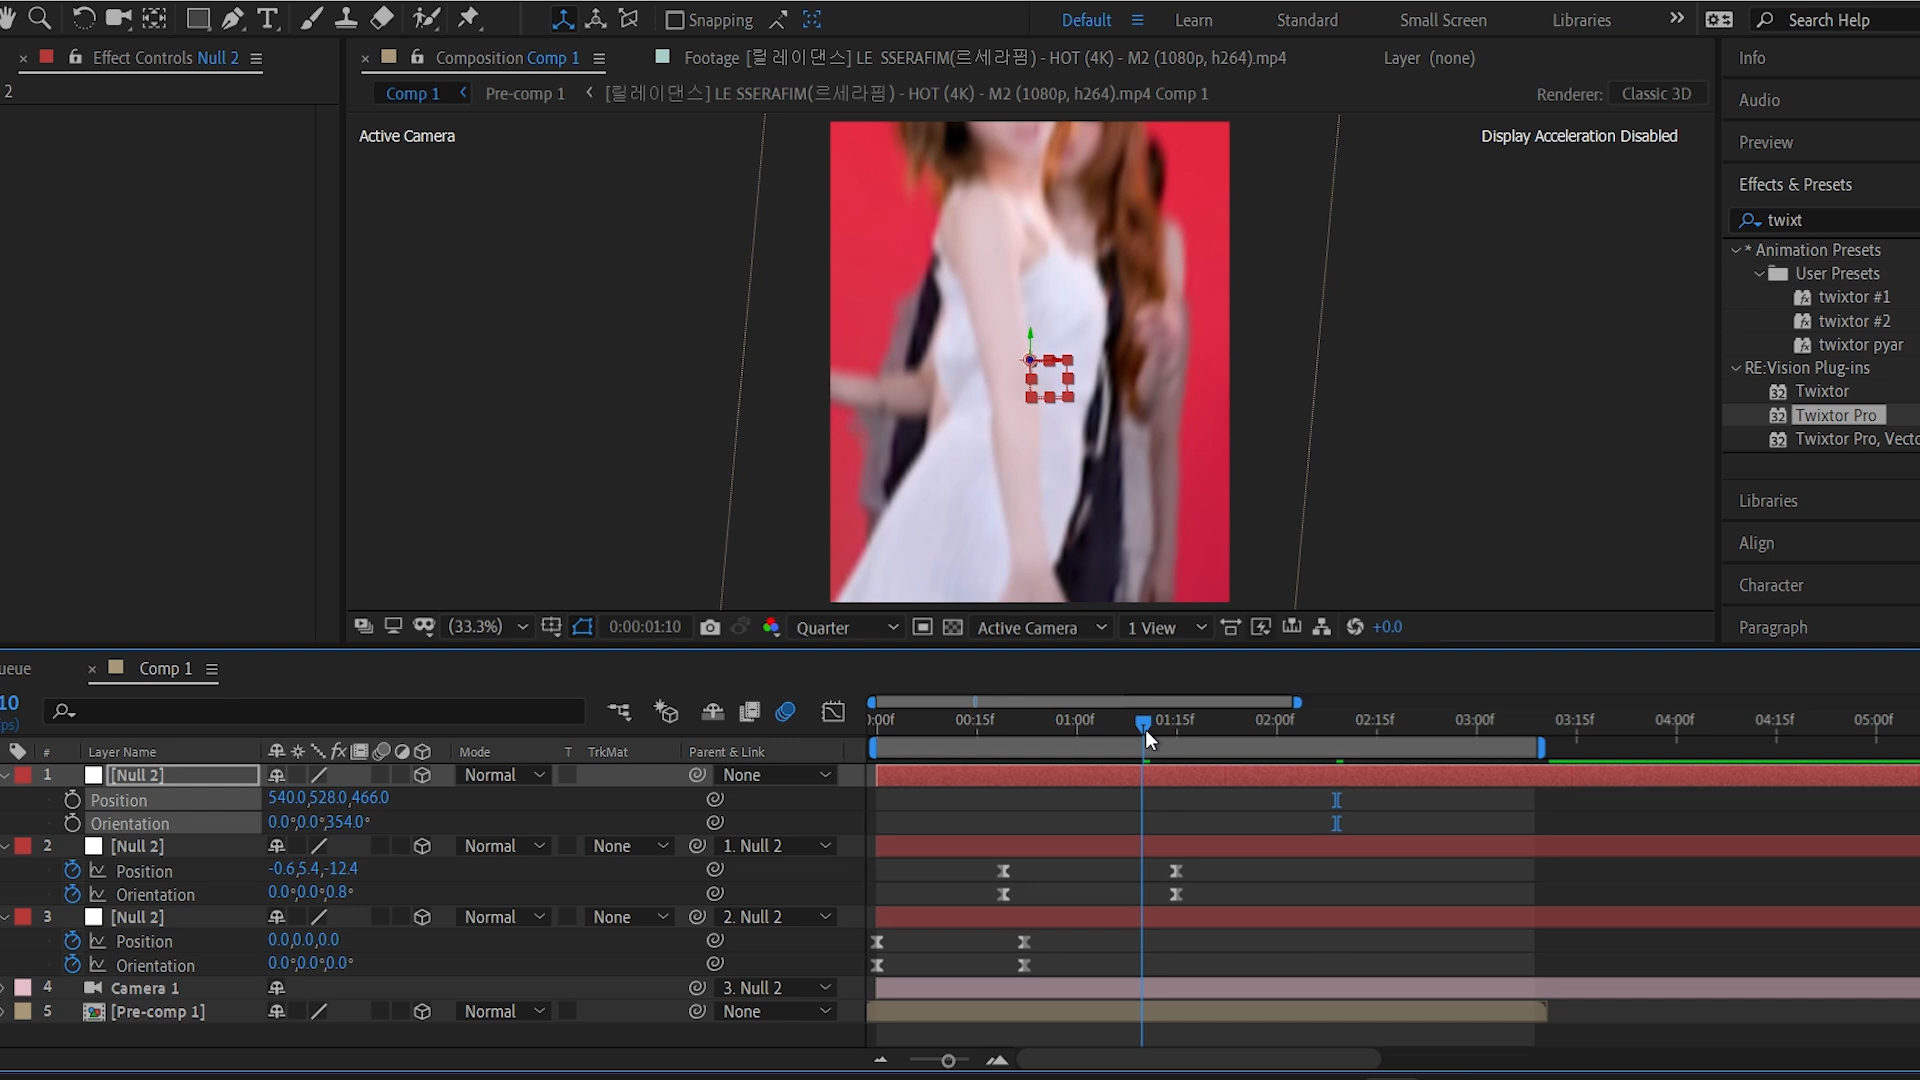 Snapping
Default
Learn
Standard
Small Screen
Libraries
Search Help
Effect Controls Null 2
Composition Comp 1
Footage [릴레이댄스] LE SSERAFIM(르세라핌) - HOT (4K) - M2 (1080p, h264).mp4
Layer (none)
Info
2
Comp 1
Pre-comp 1
[릴레이댄스] LE SSERAFIM(르세라핌) - HOT (4K) - M2 (1080p, h264).mp4 Comp 1
Renderer: Classic 3D
Audio
Active Camera
Display Acceleration Disabled
Preview
Effects & Presets
twixt
* Animation Presets
User Presets
twixtor #1
twixtor #2
twixtor pyar
RE:Vision Plug-ins
32 Twixtor
32 Twixtor Pro
32 Twixtor Pro, Vecto
Libraries
Align
Character
Paragraph
(33.3%)
0:00:01:10
Quarter
Active Camera
1 View
+0.0
ueue
Comp 1
10
ps)
):00f 00:15f 01:00f 01:15f 02:00f 02:15f 03:00f 03:15f 04:00f 04:15f 05:00f
# Layer Name Mode T TrkMat Parent & Link
1 [Null 2] Normal None
Position 540.0,528.0,466.0
Orientation 0.0°,0.0°,354.0°
2 [Null 2] Normal None 1. Null 2
Position -0.6,5.4,-12.4
Orientation 0.0°,0.0°,0.8°
3 [Null 2] Normal None 2. Null 2
Position 0.0,0.0,0.0
Orientation 0.0°,0.0°,0.0°
4 Camera 1 3. Null 2
5 [Pre-comp 1] Normal None